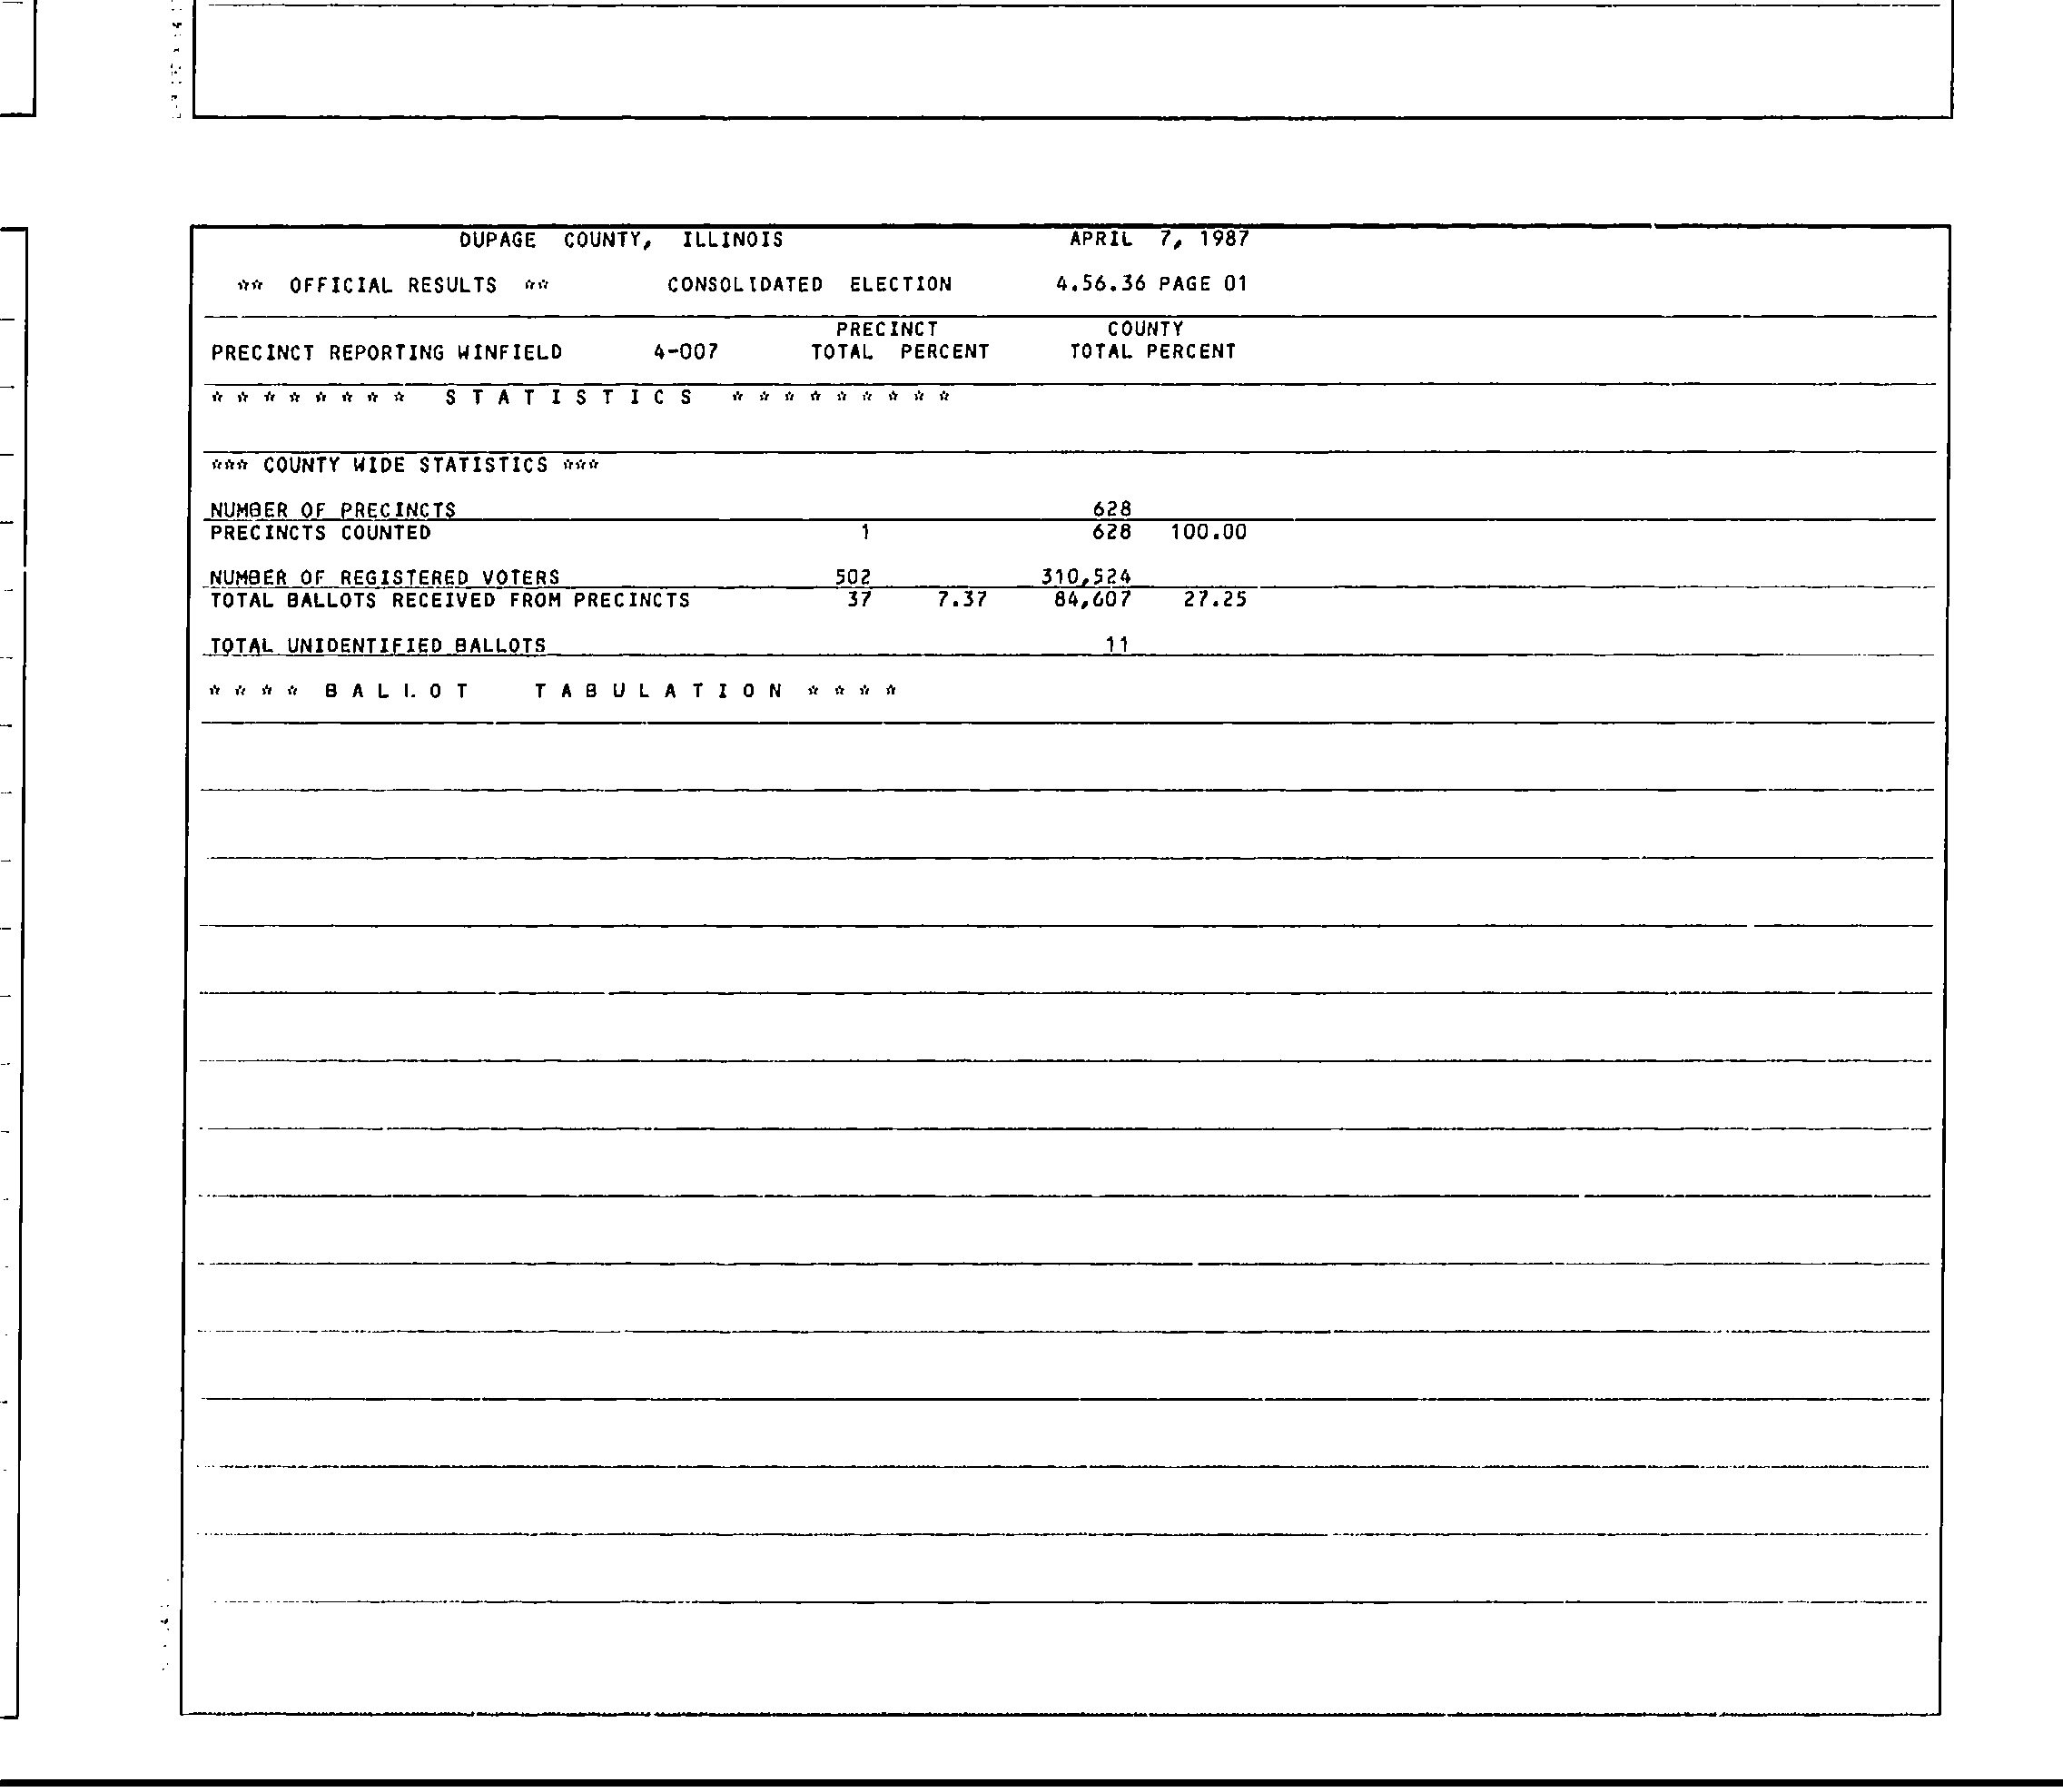 DUPAGE COUNTY, ILLINOIS APRIL 7, 1987
** OFFICIAL RESULTS ** CONSOLIDATED ELECTION 4.56.36 PAGE 01
PRECINCT COUNTY
PRECINCT REPORTING WINFIELD 4-007 TOTAL PERCENT TOTAL PERCENT
* * * * * * * * S T A T I S T I C S * * * * * * * * *
*** COUNTY WIDE STATISTICS ***
NUMBER OF PRECINCTS 628
PRECINCTS COUNTED 1 628 100.00
NUMBER OF REGISTERED VOTERS 502 310,524
TOTAL BALLOTS RECEIVED FROM PRECINCTS 37 7.37 84,607 27.25
TOTAL UNIDENTIFIED BALLOTS 11
* * * * B A L L O T T A B U L A T I O N * * * *